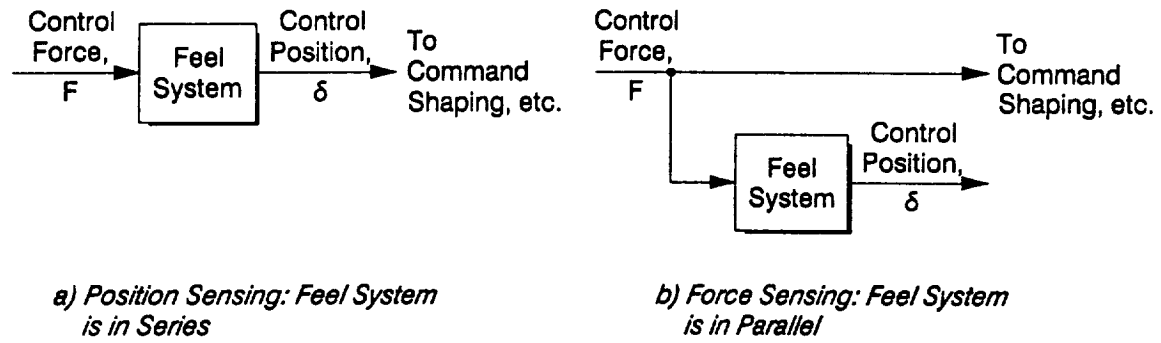 Control
Force,
F
Feel
System
Control
Position,
δ
To
Command
Shaping, etc.
a) Position Sensing: Feel System
is in Series
Control
Force,
F
To
Command
Shaping, etc.
Feel
System
Control
Position,
δ
b) Force Sensing: Feel System
is in Parallel